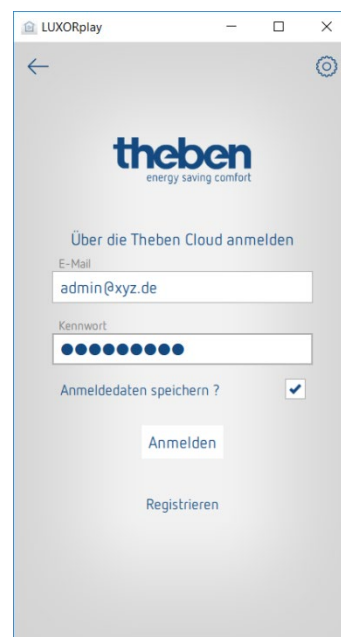 LUXORplay
theben
energy saving comfort
Über die Theben Cloud anmelden
E-Mail
admin@xyz.de
Kennwort
●●●●●●●●●
Anmeldedaten speichern ?
Anmelden
Registrieren